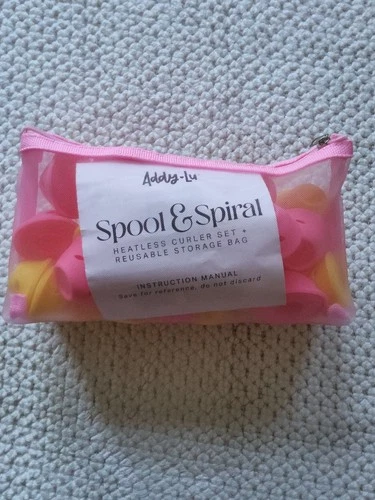 Addy-Lu
Spool & Spiral
HEATLESS CURLER SET +
REUSABLE STORAGE BAG
INSTRUCTION MANUAL
Save for reference, do not discard